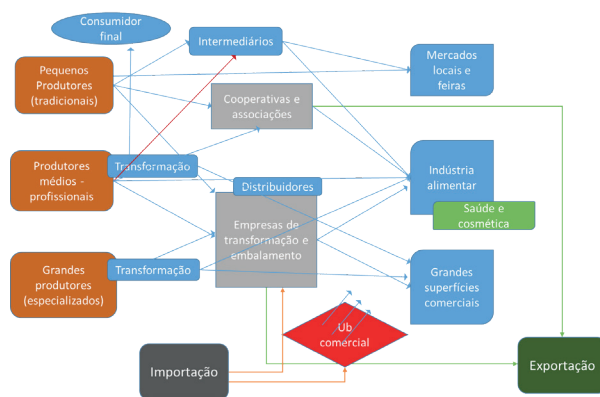 Consumidor
final
Intermediários
Mercados
locais e
feiras
Pequenos
Produtores
(tradicionais)
Cooperativas e
associações
Produtores
médios -
profissionais
Transformação
Distribuidores
Indústria
alimentar
Saúde e
cosmética
Empresas de
transformação e
embalamento
Grandes
produtores
(especializados)
Transformação
Grandes
superfícies
comerciais
Ub
comercial
Importação
Exportação